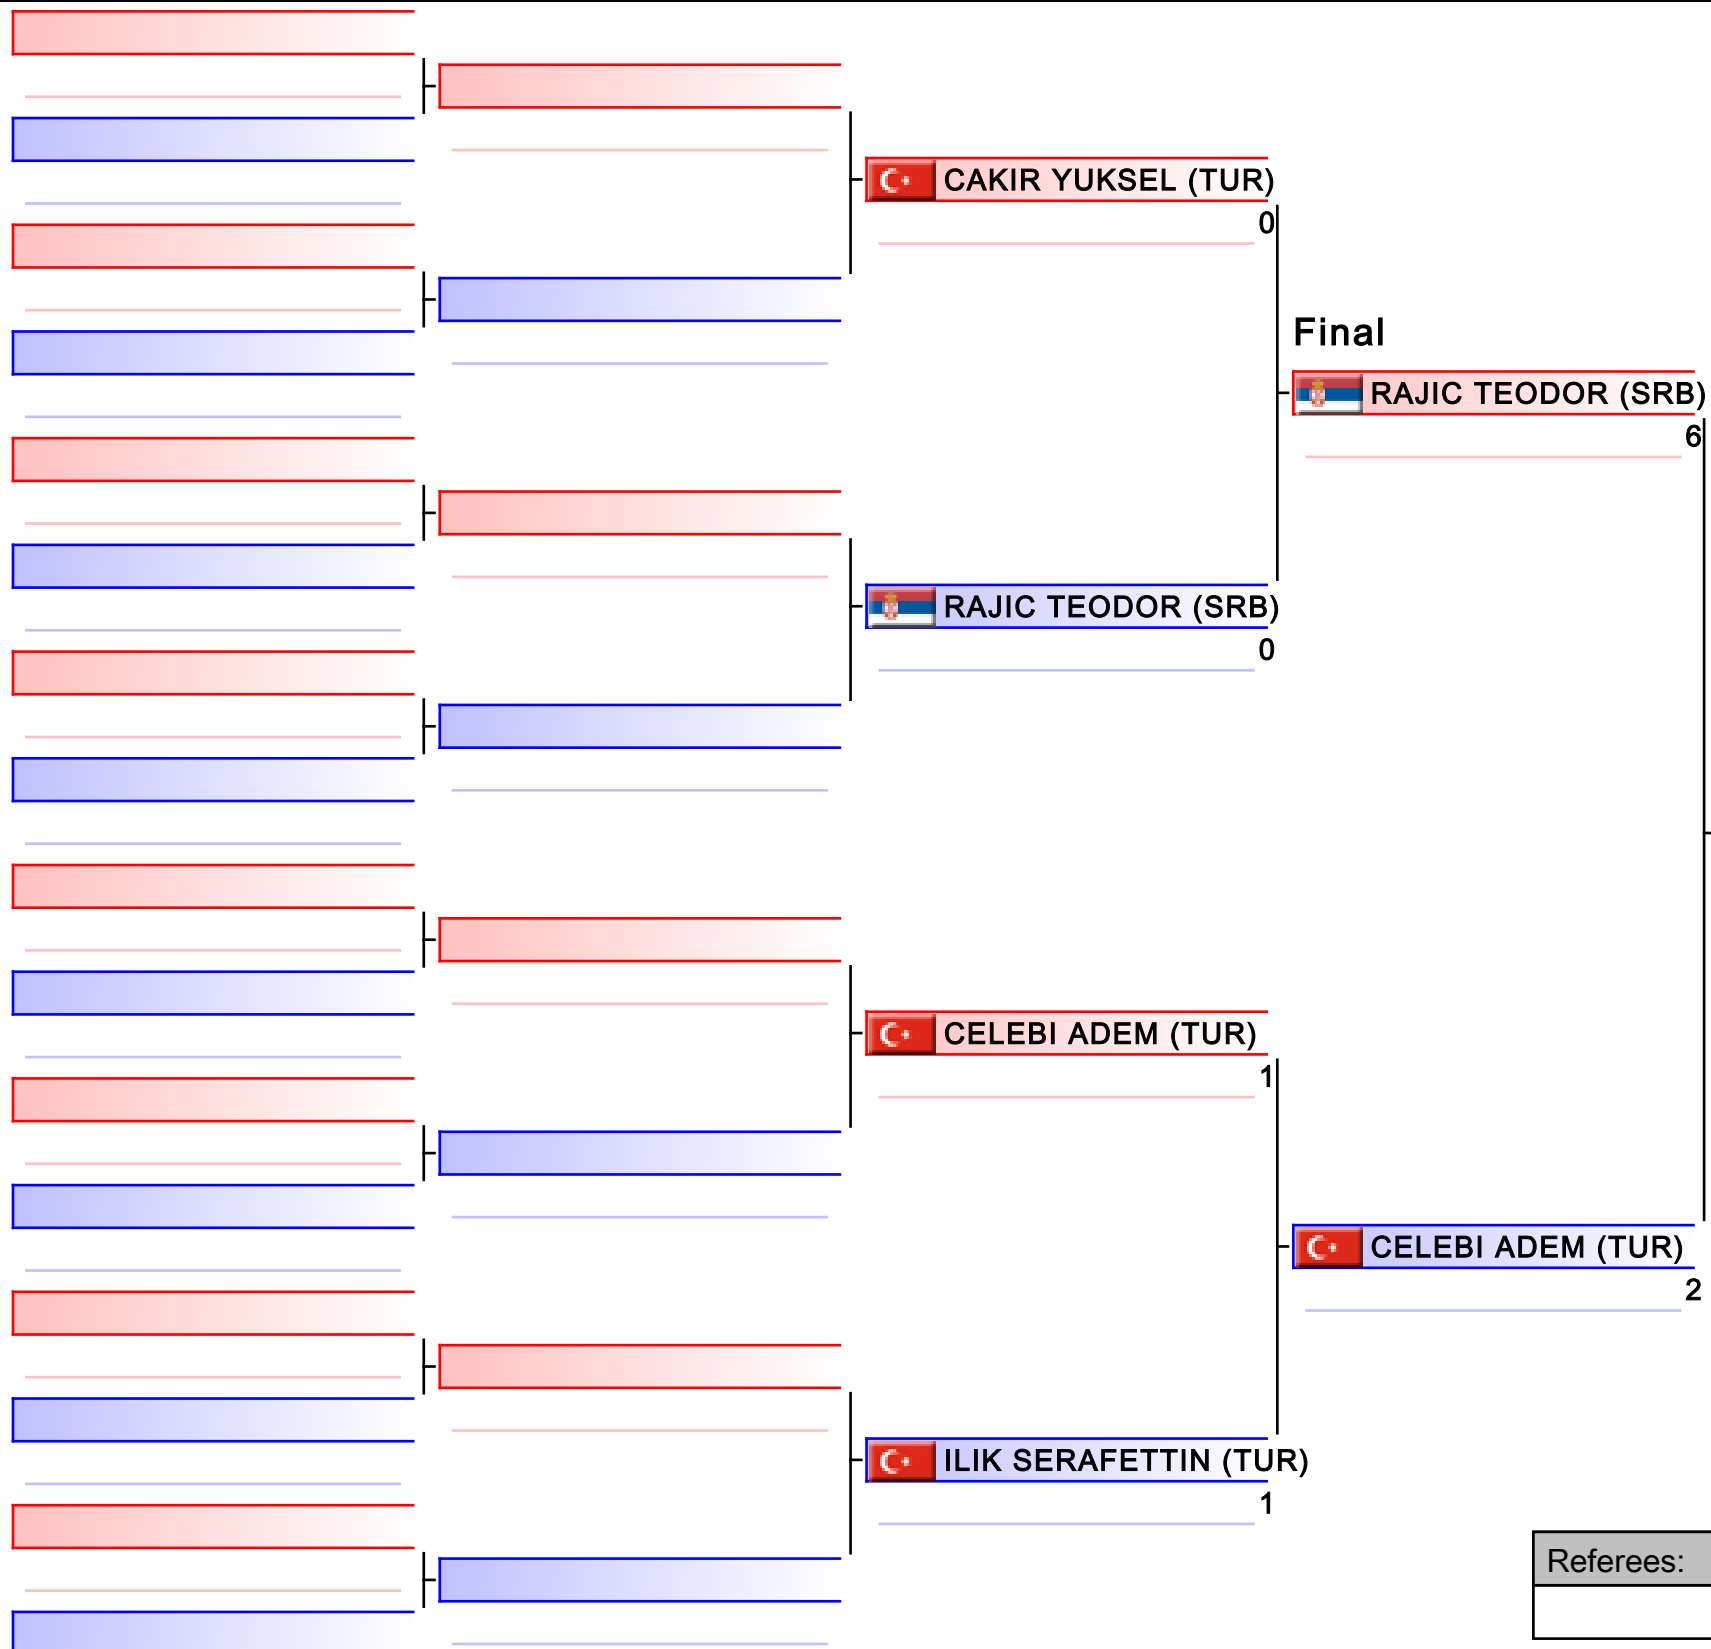 CAKIR YUKSEL (TUR)
0
Final
RAJIC TEODOR (SRB)
6
RAJIC TEODOR (SRB)
0
CELEBI ADEM (TUR)
1
CELEBI ADEM (TUR)
2
ILIK SERAFETTIN (TUR)
1
Referees: